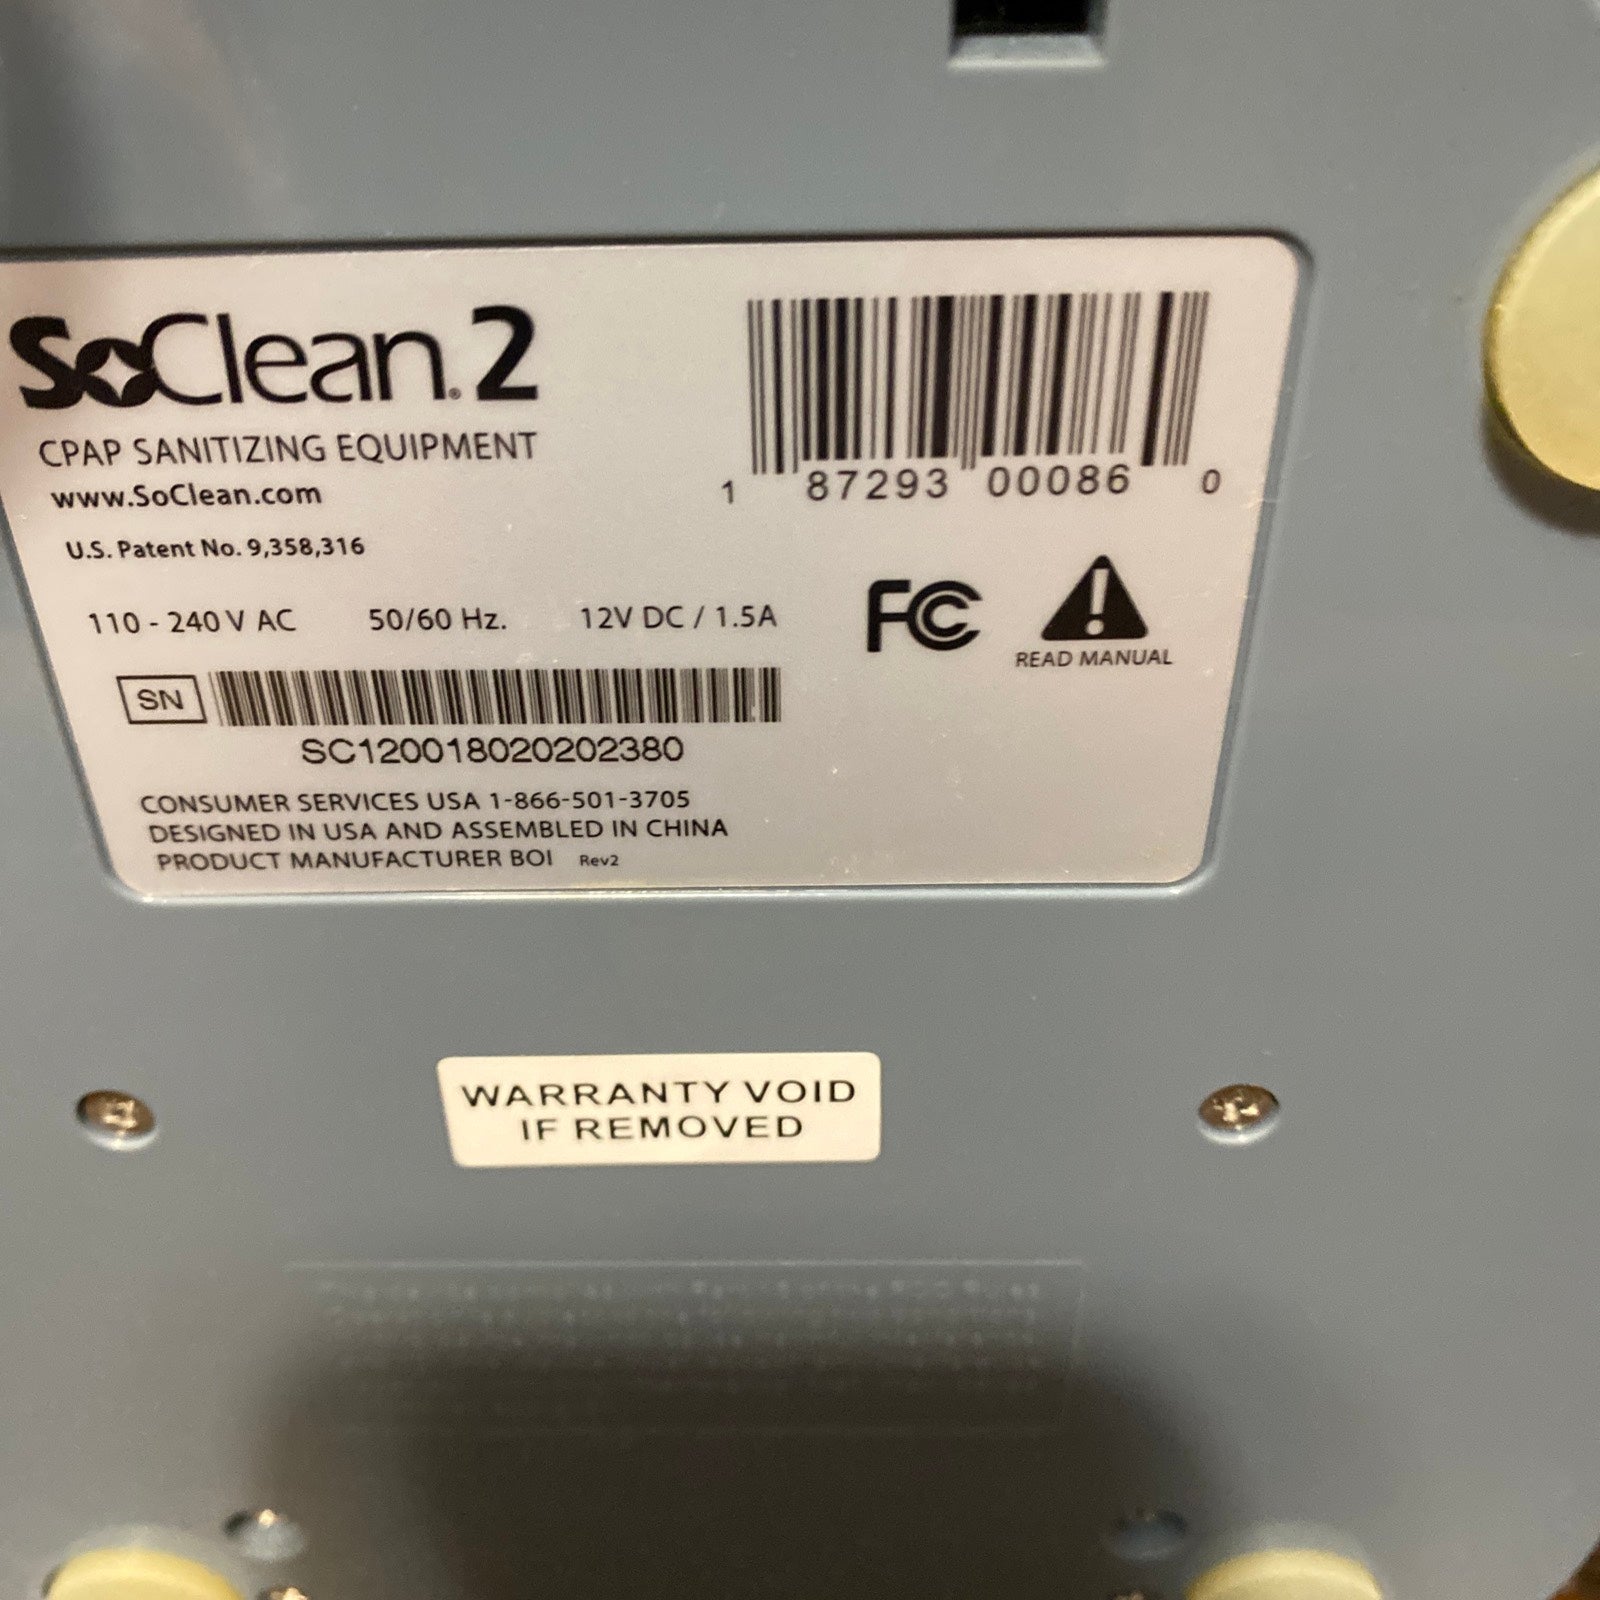 SoClean® 2
CPAP SANITIZING EQUIPMENT
www.SoClean.com
U.S. Patent No. 9,358,316
110 - 240 V AC 50/60 Hz. 12V DC / 1.5A
1 87293 00086 0
FC
READ MANUAL
SN
SC120018020202380
CONSUMER SERVICES USA 1-866-501-3705
DESIGNED IN USA AND ASSEMBLED IN CHINA
PRODUCT MANUFACTURER BOI Rev2
WARRANTY VOID
IF REMOVED